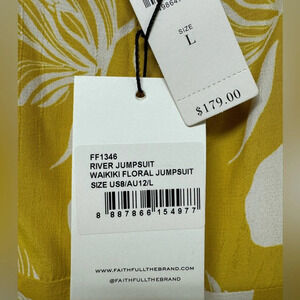 SIZE
L
$179.00
FF1346
RIVER JUMPSUIT
WAIKIKI FLORAL JUMPSUIT
SIZE US8/AU12/L
8 887866 154977
WWW.FAITHFULLTHEBRAND.COM
@FAITHFULLTHEBRAND